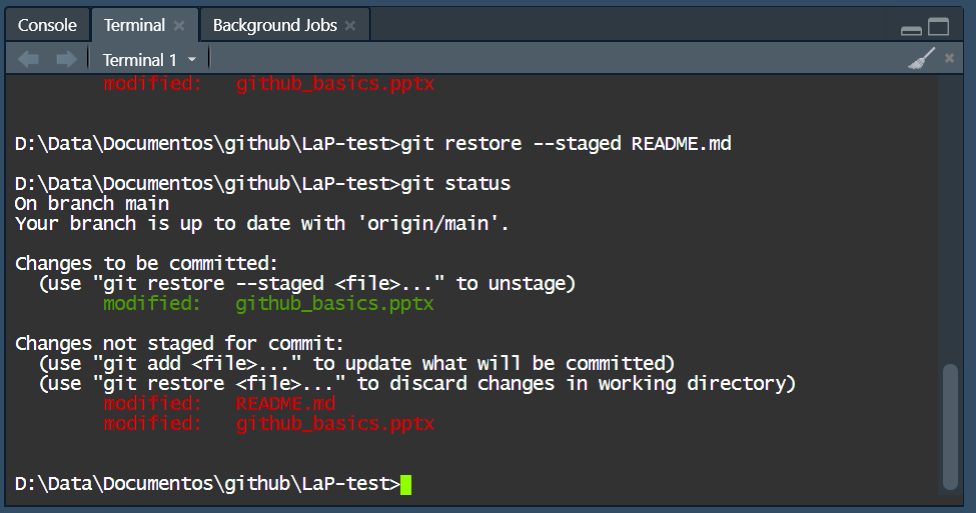 Console Terminal Background Jobs
Terminal 1
modified: github_basics.pptx
D:\Data\Documentos\github\LaP-test>git restore --staged README.md
D:\Data\Documentos\github\LaP-test>git status
On branch main
Your branch is up to date with 'origin/main'.
Changes to be committed:
(use "git restore --staged <file>..." to unstage)
modified: github_basics.pptx
Changes not staged for commit:
(use "git add <file>..." to update what will be committed)
(use "git restore <file>..." to discard changes in working directory)
modified: README.md
modified: github_basics.pptx
D:\Data\Documentos\github\LaP-test>